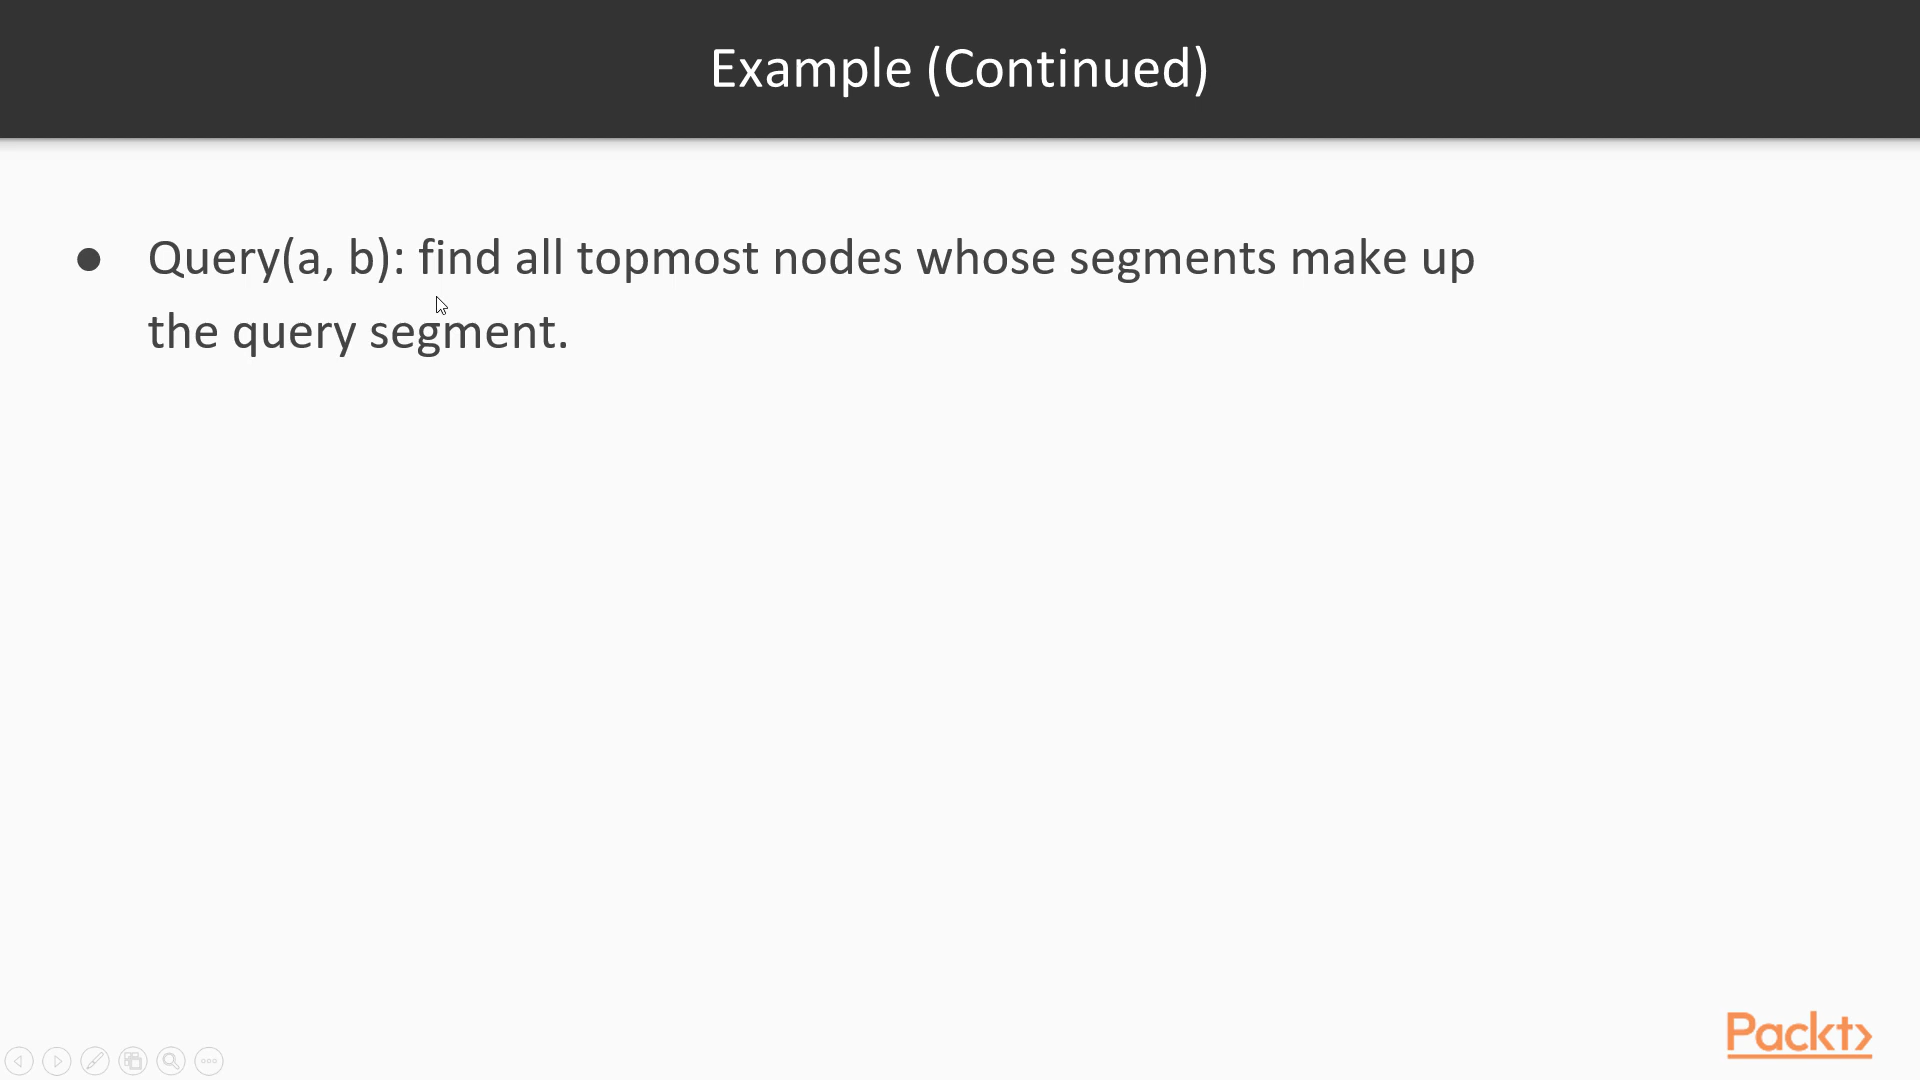 Example (Continued)
● Query(a, b): find all topmost nodes whose segments make up
the query segment.
Packt>